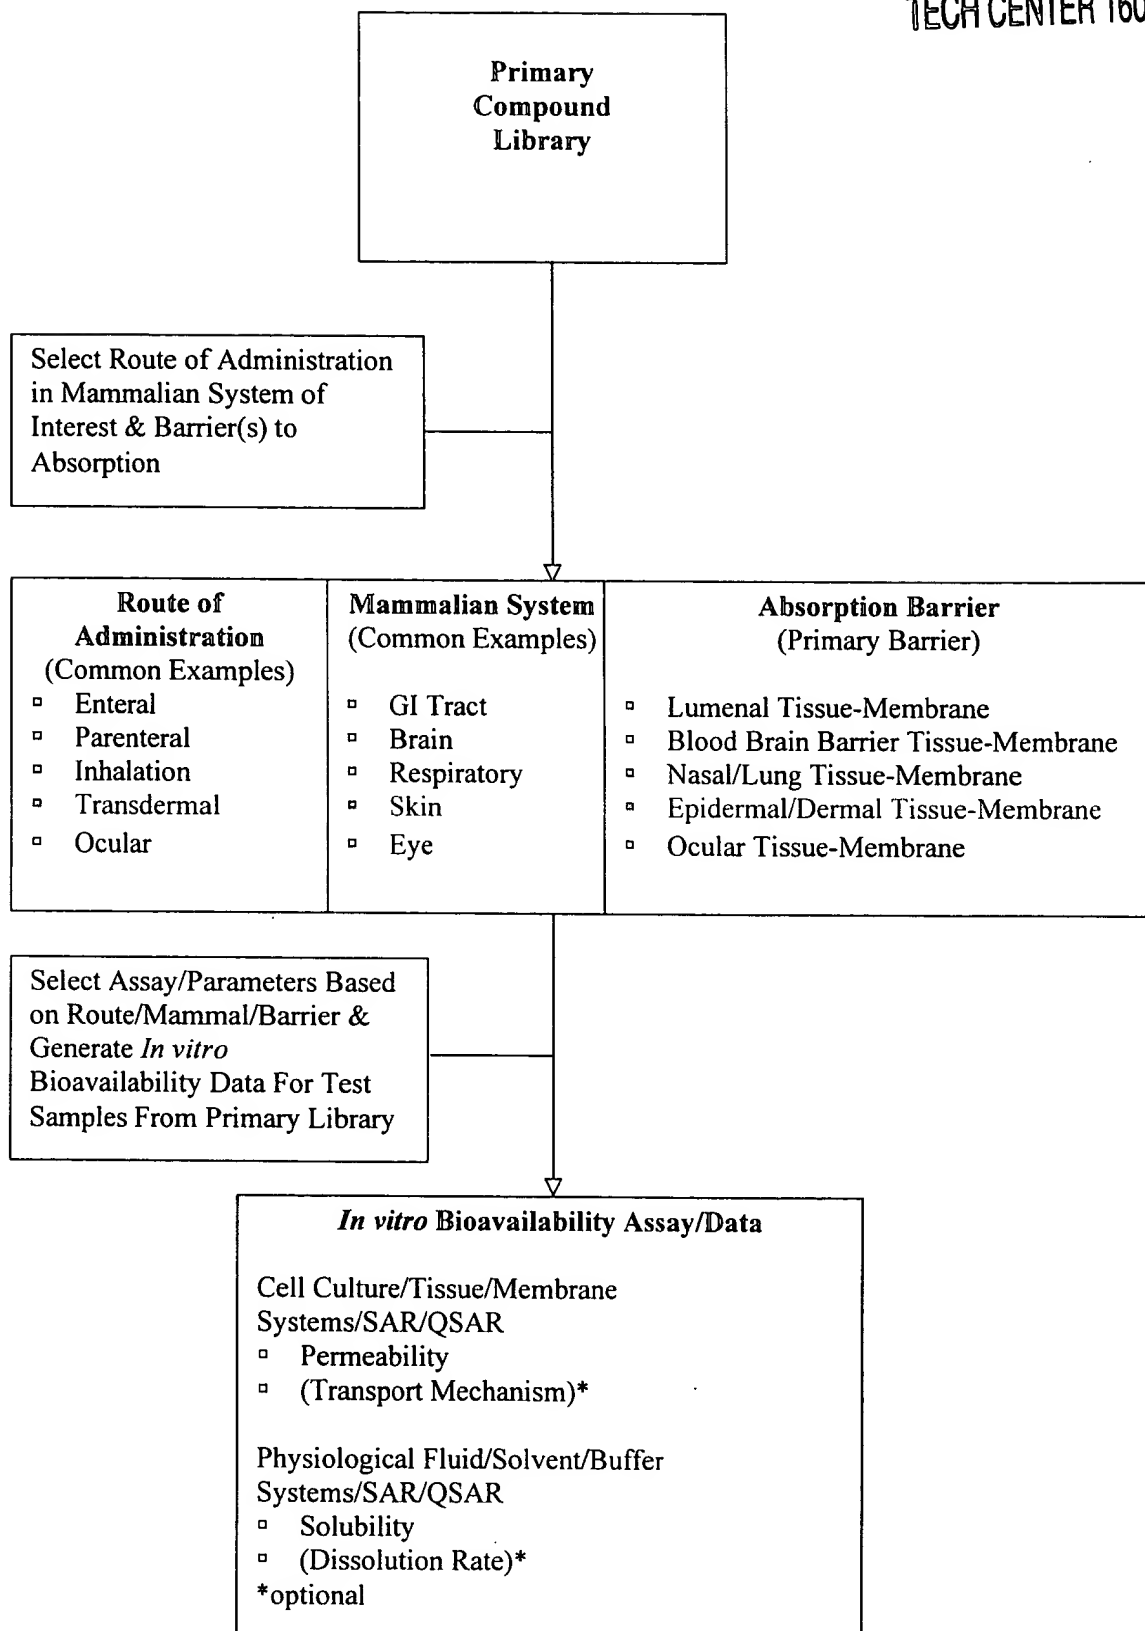 TECH CENTER 160
Primary
Compound
Library
Select Route of Administration
in Mammalian System of
Interest & Barrier(s) to
Absorption
Route of
Administration
(Common Examples)
▫ Enteral
▫ Parenteral
▫ Inhalation
▫ Transdermal
▫ Ocular
Mammalian System
(Common Examples)
▫ GI Tract
▫ Brain
▫ Respiratory
▫ Skin
▫ Eye
Absorption Barrier
(Primary Barrier)
▫ Lumenal Tissue-Membrane
▫ Blood Brain Barrier Tissue-Membrane
▫ Nasal/Lung Tissue-Membrane
▫ Epidermal/Dermal Tissue-Membrane
▫ Ocular Tissue-Membrane
Select Assay/Parameters Based
on Route/Mammal/Barrier &
Generate In vitro
Bioavailability Data For Test
Samples From Primary Library
In vitro Bioavailability Assay/Data
Cell Culture/Tissue/Membrane
Systems/SAR/QSAR
▫ Permeability
▫ (Transport Mechanism)*
Physiological Fluid/Solvent/Buffer
Systems/SAR/QSAR
▫ Solubility
▫ (Dissolution Rate)*
*optional